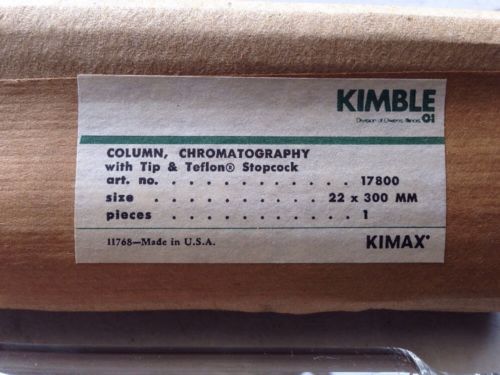 KIMBLE
Division of Owens-Illinois
OI
COLUMN, CHROMATOGRAPHY
with Tip & Teflon® Stopcock
art. no. . . . . . . . . . . 17800
size . . . . . . . . . . 22 x 300 MM
pieces . . . . . . . . . . . 1
11768—Made in U.S.A.
KIMAX®